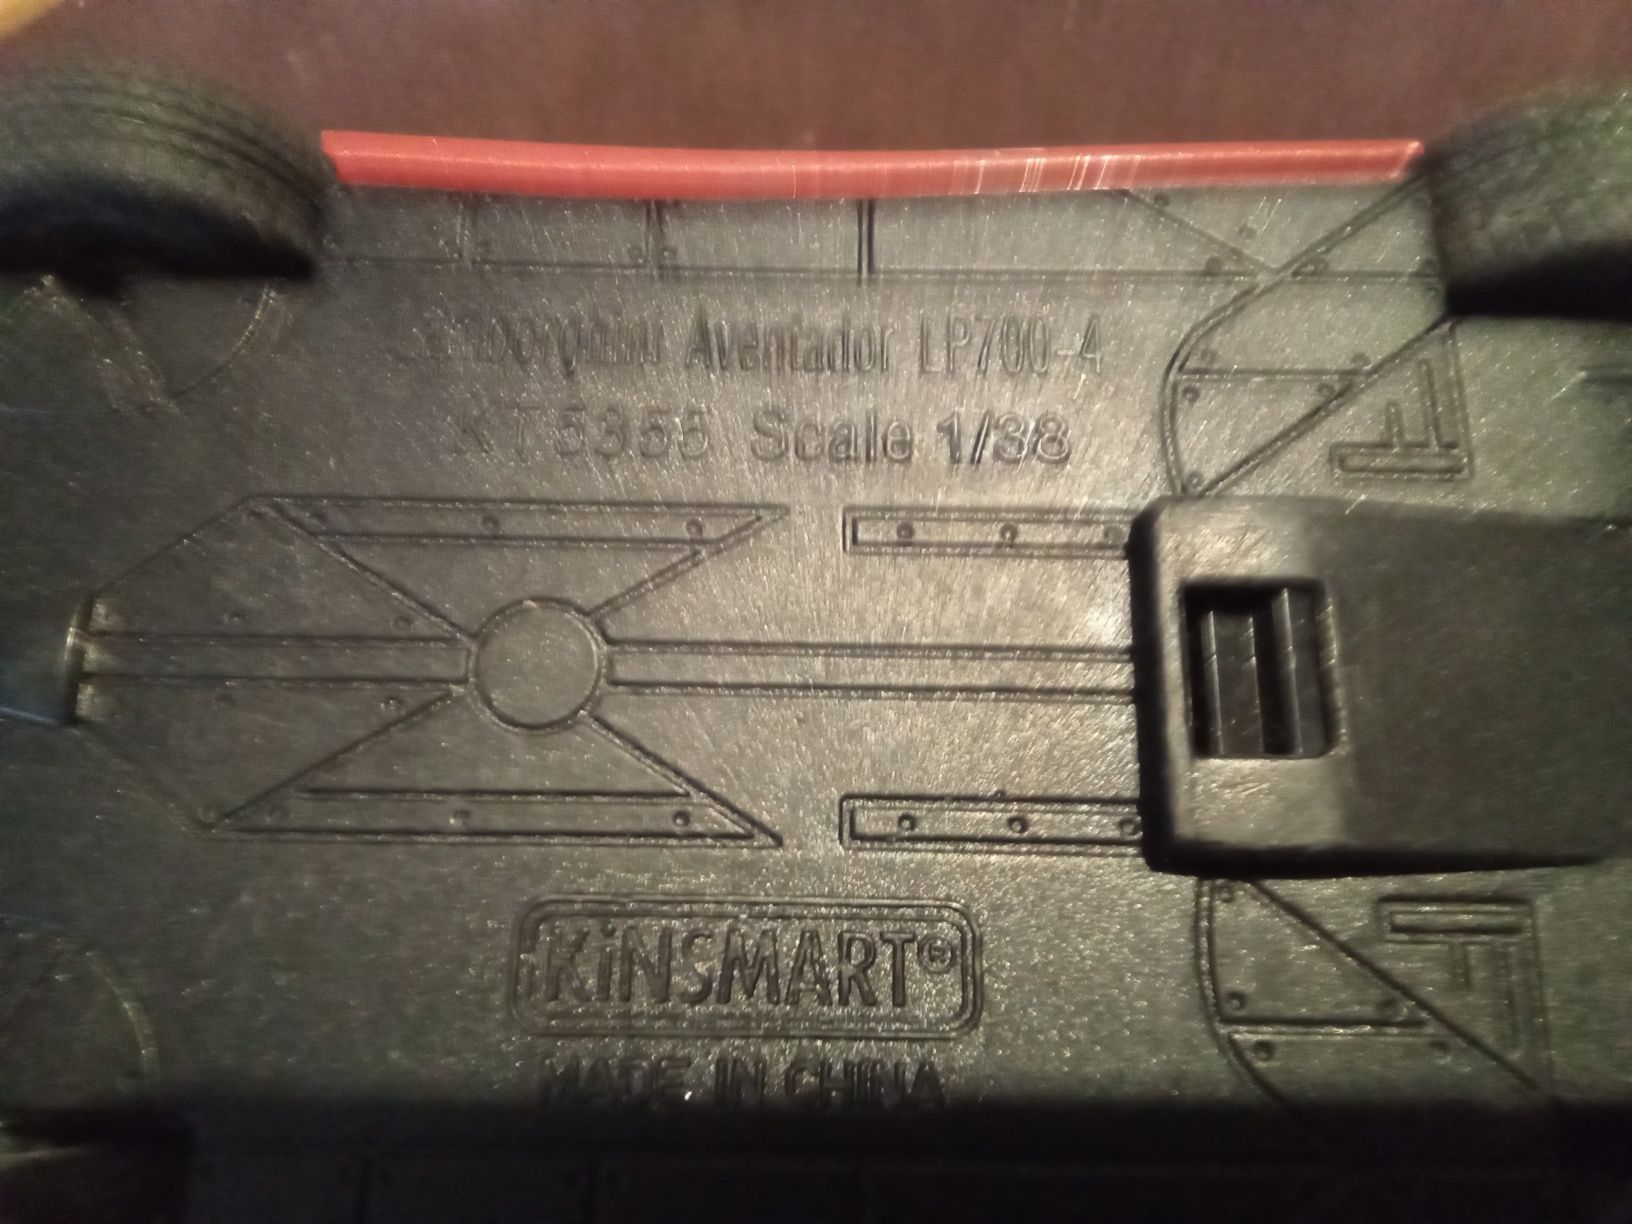 Lamborghini Aventador LP700-4
KT5355 Scale 1/38
KiNSMART®
MADE IN CHINA